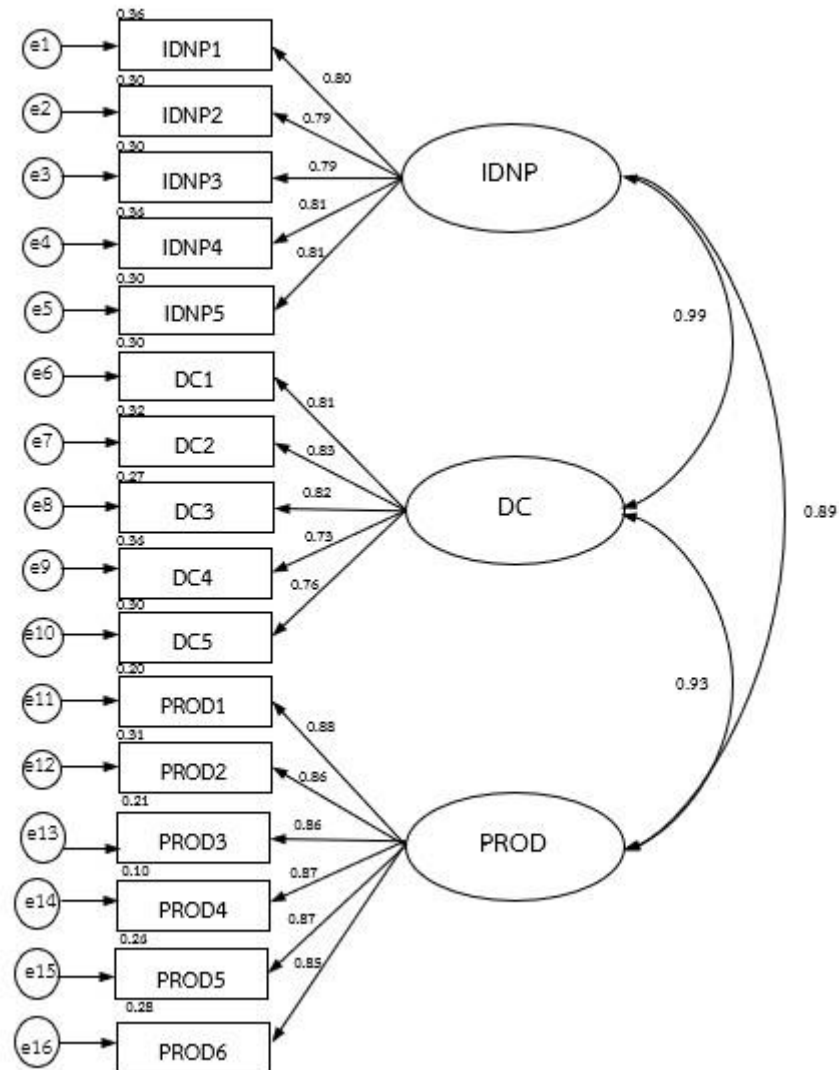 0.36
e1
IDNP1
0.80
0.30
e2
IDNP2
0.79
0.30
e3
IDNP3
0.79
IDNP
0.36
e4
IDNP4
0.81
0.30
e5
IDNP5
0.81
0.99
0.30
e6
DC1
0.81
0.32
e7
DC2
0.83
0.27
e8
DC3
0.82
DC
0.89
0.36
e9
DC4
0.73
0.30
e10
DC5
0.76
0.93
0.20
e11
PROD1
0.88
0.31
e12
PROD2
0.86
0.21
e13
PROD3
0.86
PROD
0.10
e14
PROD4
0.87
0.26
e15
PROD5
0.87
0.28
e16
PROD6
0.85